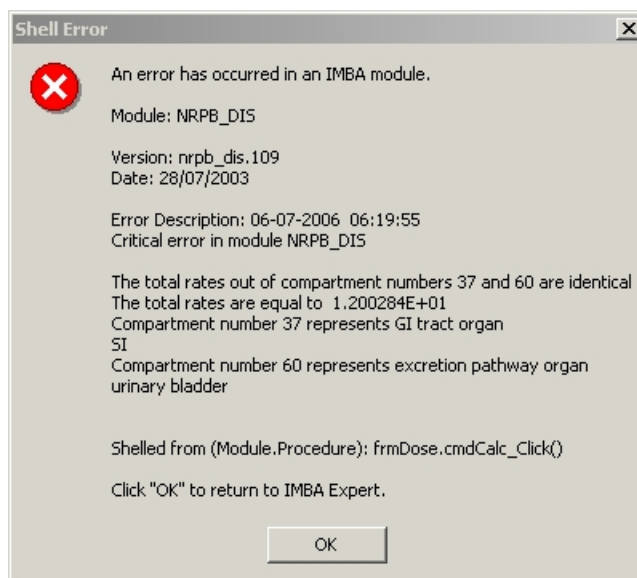 Shell Error
An error has occurred in an IMBA module.
Module: NRPB_DIS
Version: nrpb_dis.109
Date: 28/07/2003
Error Description: 06-07-2006  06:19:55
Critical error in module NRPB_DIS
The total rates out of compartment numbers 37 and 60 are identical
The total rates are equal to  1.200284E+01
Compartment number 37 represents GI tract organ
SI
Compartment number 60 represents excretion pathway organ
urinary bladder
Shelled from (Module.Procedure): frmDose.cmdCalc_Click()
Click "OK" to return to IMBA Expert.
OK